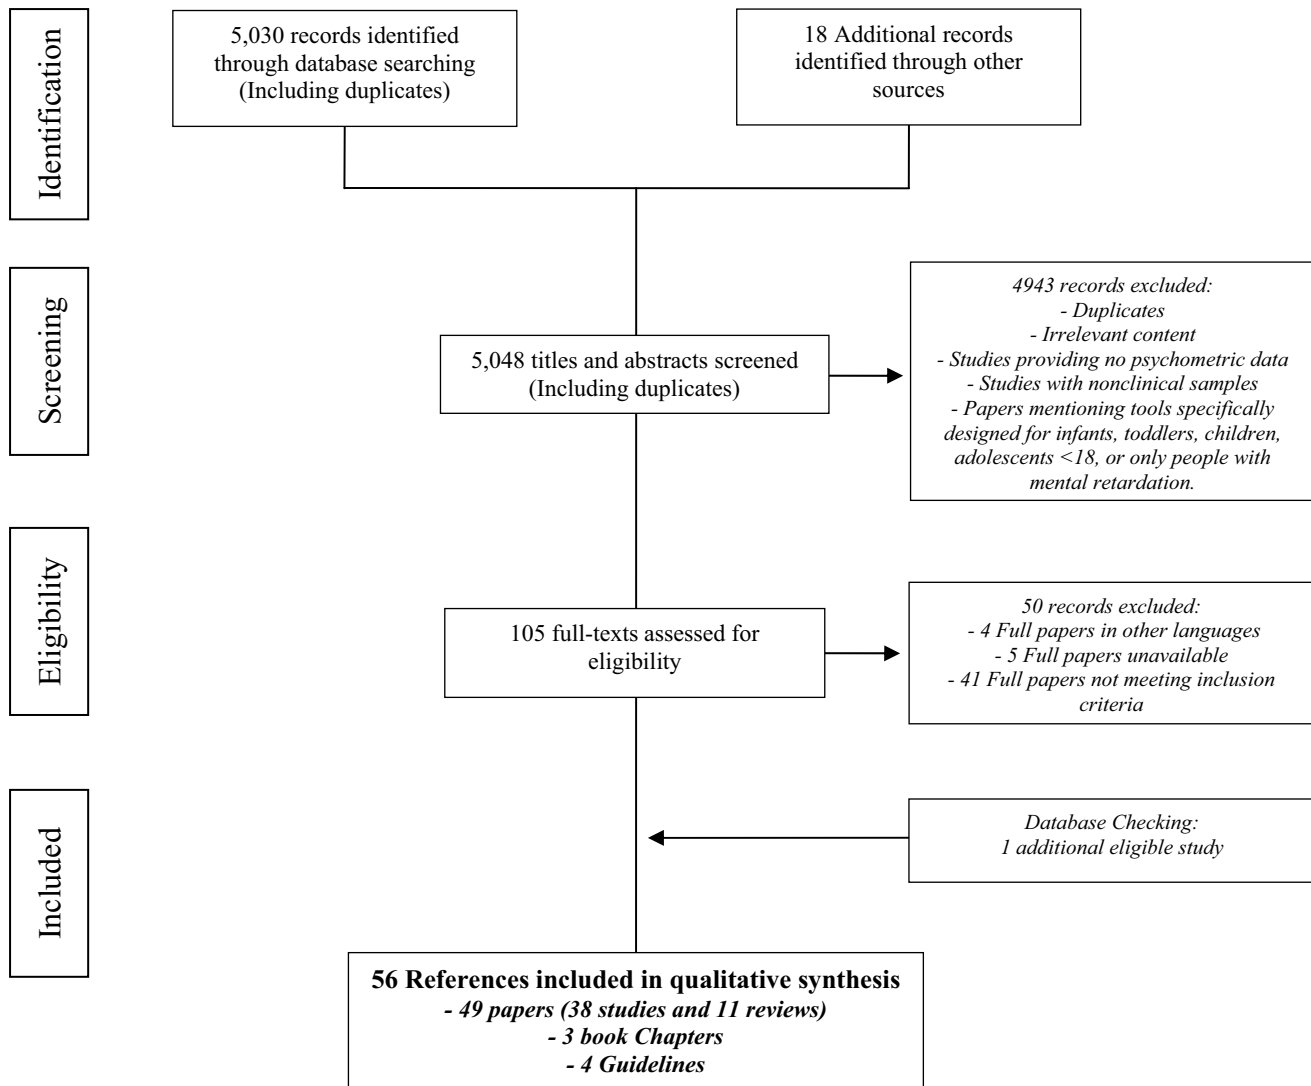 Identification
5,030 records identified
through database searching
(Including duplicates)
18 Additional records
identified through other
sources
Screening
5,048 titles and abstracts screened
(Including duplicates)
4943 records excluded:
- Duplicates
- Irrelevant content
- Studies providing no psychometric data
- Studies with nonclinical samples
- Papers mentioning tools specifically
designed for infants, toddlers, children,
adolescents <18, or only people with
mental retardation.
Eligibility
105 full-texts assessed for
eligibility
50 records excluded:
- 4 Full papers in other languages
- 5 Full papers unavailable
- 41 Full papers not meeting inclusion
criteria
Included
Database Checking:
1 additional eligible study
56 References included in qualitative synthesis
- 49 papers (38 studies and 11 reviews)
- 3 book Chapters
- 4 Guidelines